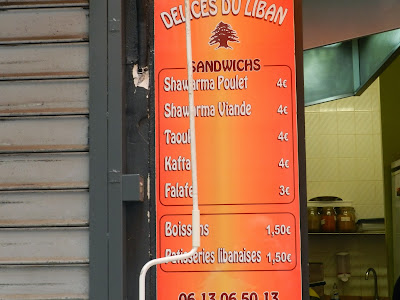 DELICES DU LIBAN
SANDWICHS
Shawarma Poulet 4€
Shawarma Viande 4€
Taouk 4€
Kafta 4€
Falafel 3€
Boissons 1,50€
Patisseries libanaises 1,50€
06 13 06 50 13